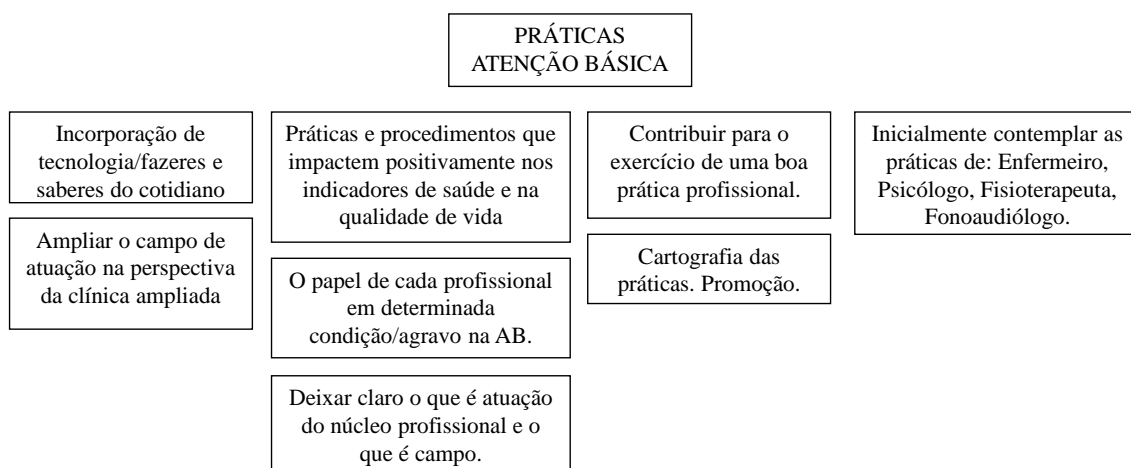 PRÁTICAS
ATENÇÃO BÁSICA
Incorporação de
tecnologia/fazeres e
saberes do cotidiano
Ampliar o campo de
atuação na perspectiva
da clínica ampliada
Práticas e procedimentos que
impactem positivamente nos
indicadores de saúde e na
qualidade de vida
O papel de cada profissional
em determinada
condição/agravo na AB.
Deixar claro o que é atuação
do núcleo profissional e o
que é campo.
Contribuir para o
exercício de uma boa
prática profissional.
Cartografia das
práticas. Promoção.
Inicialmente contemplar as
práticas de: Enfermeiro,
Psicólogo, Fisioterapeuta,
Fonoaudiólogo.